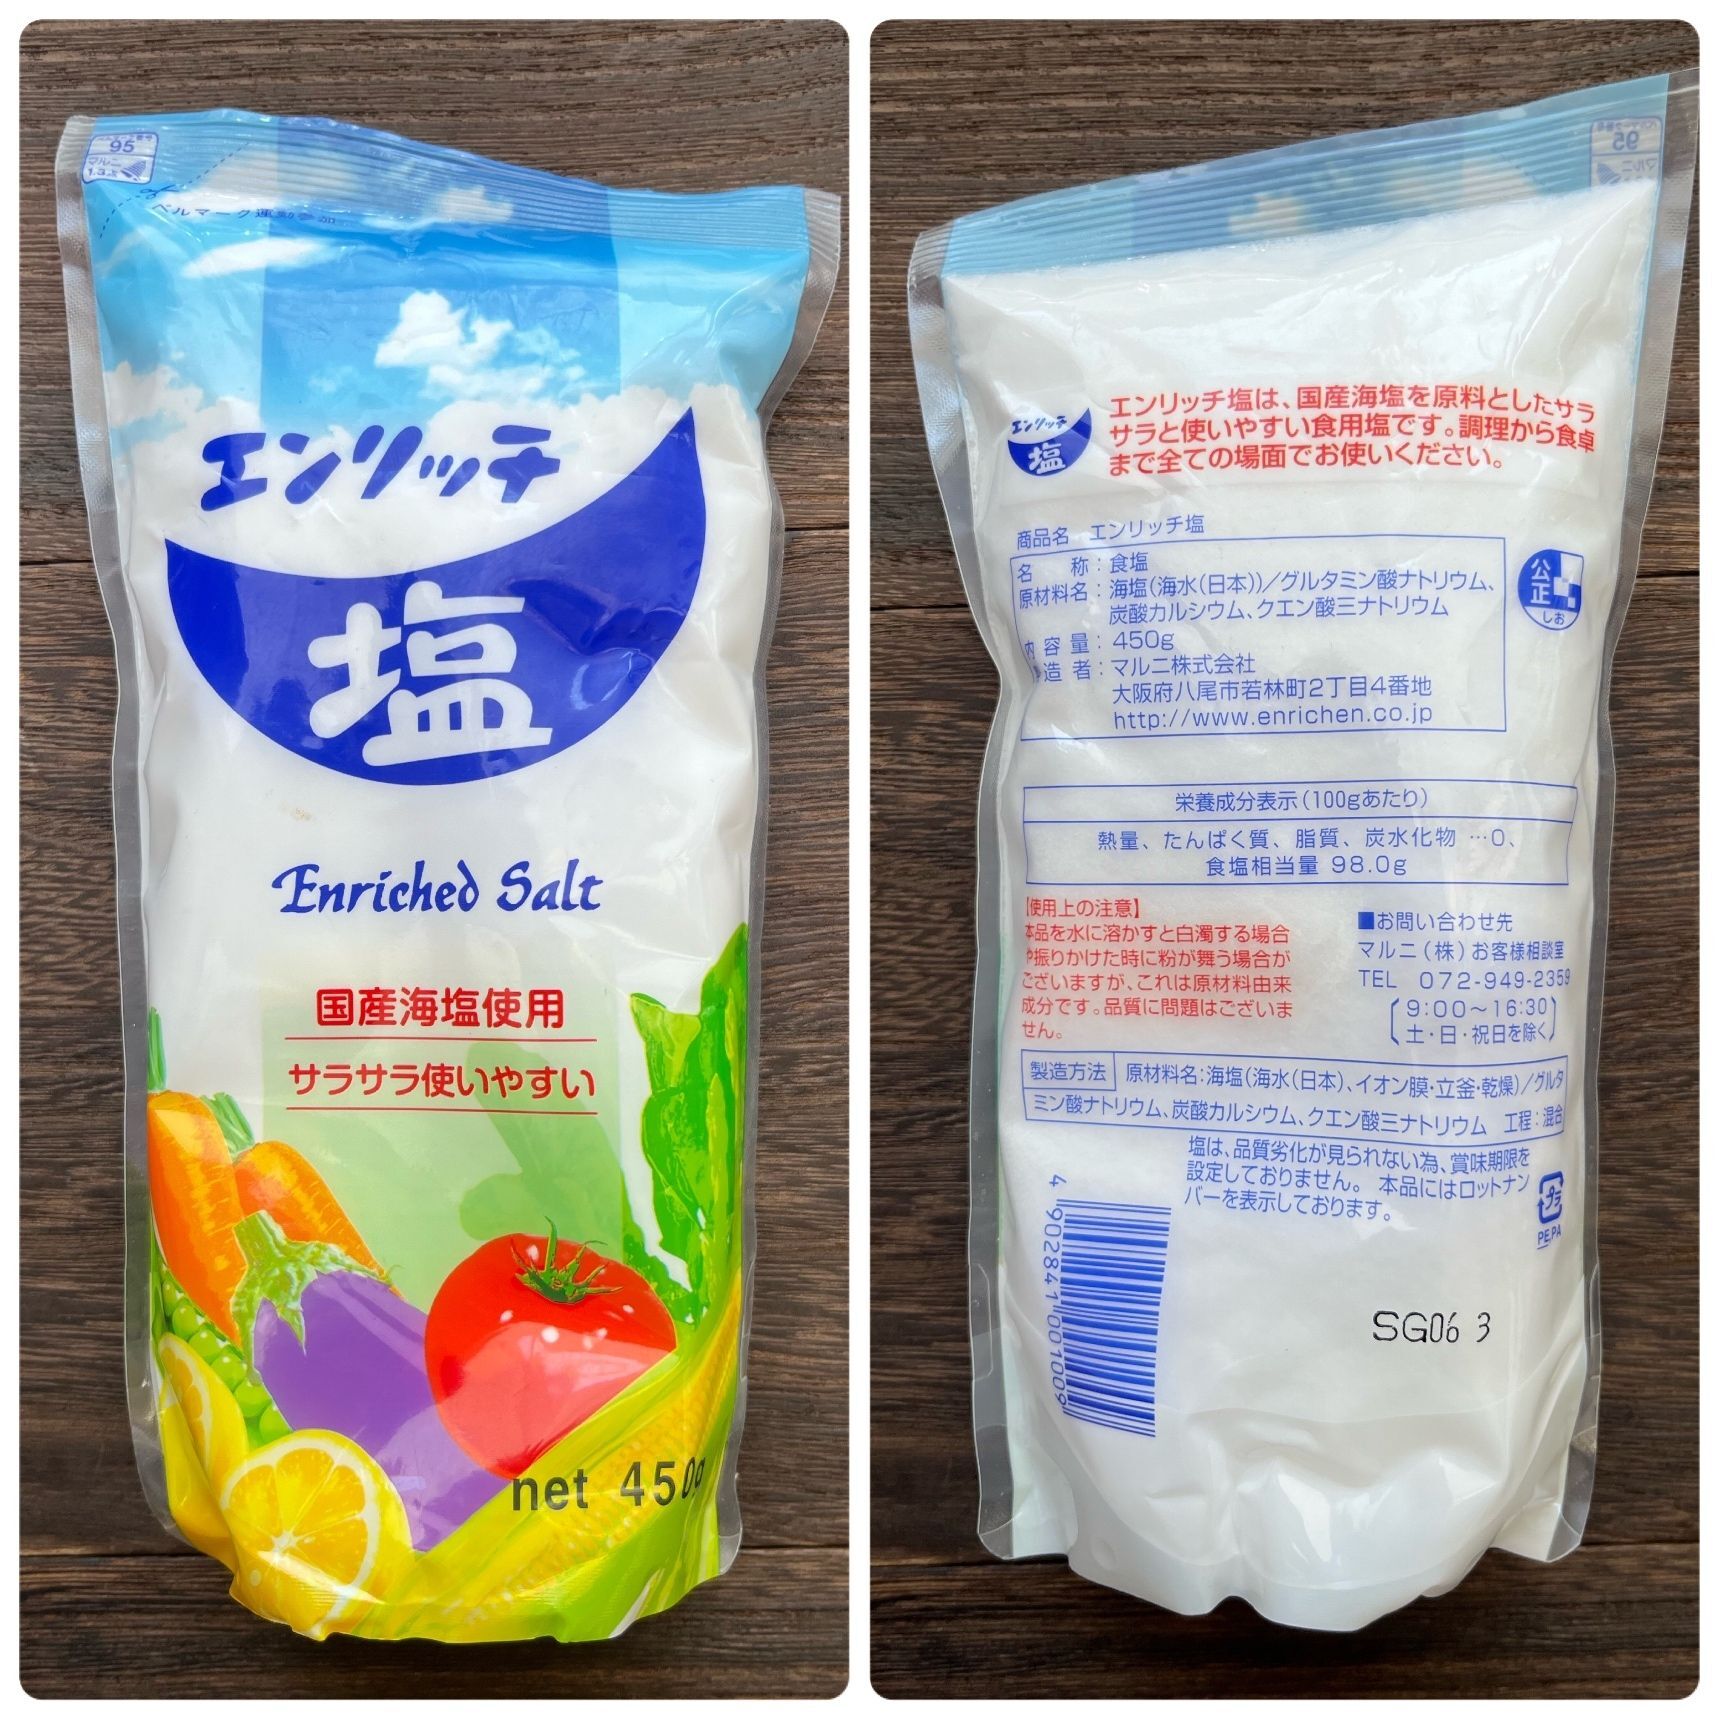 95
マルニ
1.3点
ベルマーク運動参加
エンリッチ
塩
Enriched Salt
国産海塩使用
サラサラ使いやすい
net 450g
エンリッチ
塩
エンリッチ塩は、国産海塩を原料としたサラ
サラと使いやすい食用塩です。調理から食卓
まで全ての場面でお使いください。
商品名 エンリッチ塩
名 称:食塩
原材料名:海塩(海水(日本))/グルタミン酸ナトリウム、
炭酸カルシウム、クエン酸三ナトリウム
内容量:450g
造者:マルニ株式会社
大阪府八尾市若林町2丁目4番地
http://www.enrichen.co.jp
公正
しお
栄養成分表示(100gあたり)
熱量、たんぱく質、脂質、炭水化物 …0、
食塩相当量 98.0g
【使用上の注意】
本品を水に溶かすと白濁する場合
や振りかけた時に粉が舞う場合が
ございますが、これは原材料由来
成分です。品質に問題はございま
せん。
■お問い合わせ先
マルニ(株)お客様相談室
TEL 072-949-2359
9:00〜16:30
土・日・祝日を除く
製造方法 原材料名:海塩(海水(日本)、イオン膜・立釜・乾燥)/グルタ
ミン酸ナトリウム、炭酸カルシウム、クエン酸三ナトリウム 工程:混合
塩は、品質劣化が見られない為、賞味期限を
設定しておりません。 本品にはロットナン
バーを表示しております。
プラ
PE,PA
4 902841 001009
SG06 3